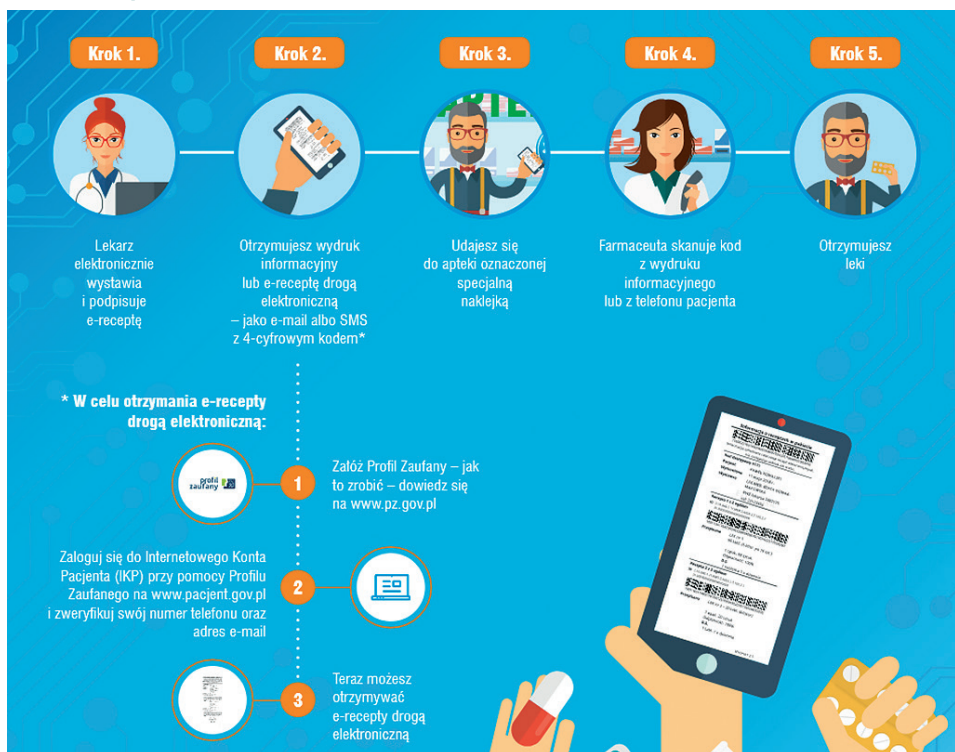 Krok 1.
Krok 2.
Krok 3.
Krok 4.
Krok 5.
APTE
Lekarz
elektronicznie
wystawia
i podpisuje
e-receptę
Otrzymujesz wydruk
informacyjny
lub e-receptę drogą
elektroniczną
– jako e-mail albo SMS
z 4-cyfrowym kodem*
Udajesz się
do apteki oznaczonej
specjalną
naklejką
Farmaceuta skanuje kod
z wydruku
informacyjnego
lub z telefonu pacjenta
Otrzymujesz
leki
* W celu otrzymania e-recepty
drogą elektroniczną:
profil
zaufany
1
Załóż Profil Zaufany – jak
to zrobić – dowiedz się
na www.pz.gov.pl
Zaloguj się do Internetowego Konta
Pacjenta (IKP) przy pomocy Profilu
Zaufanego na www.pacjent.gov.pl
i zweryfikuj swój numer telefonu oraz
adres e-mail
2
3
Teraz możesz
otrzymywać
e-recepty drogą
elektroniczną
Informacja o receptach w pakiecie